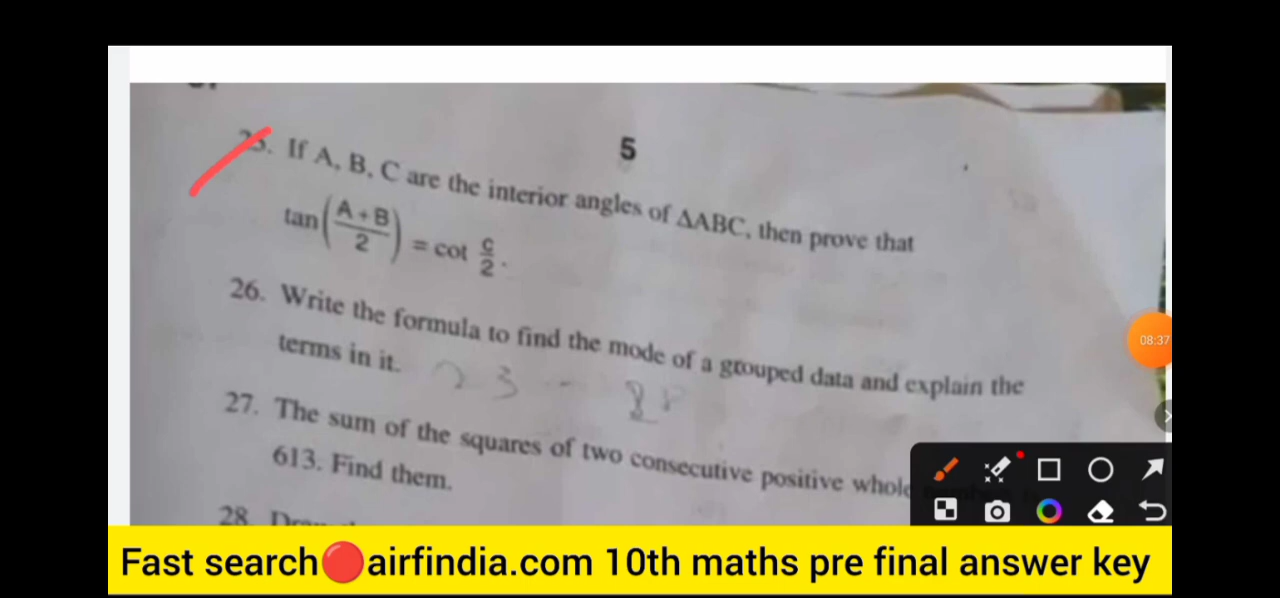 5
25. If A, B, C are the interior angles of ΔABC, then prove that
tan(A+B/2) = cot C/2.
26. Write the formula to find the mode of a grouped data and explain the
terms in it.
27. The sum of the squares of two consecutive positive whole
613. Find them.
28.
08:37
Fast search🔴airfindia.com 10th maths pre final answer key